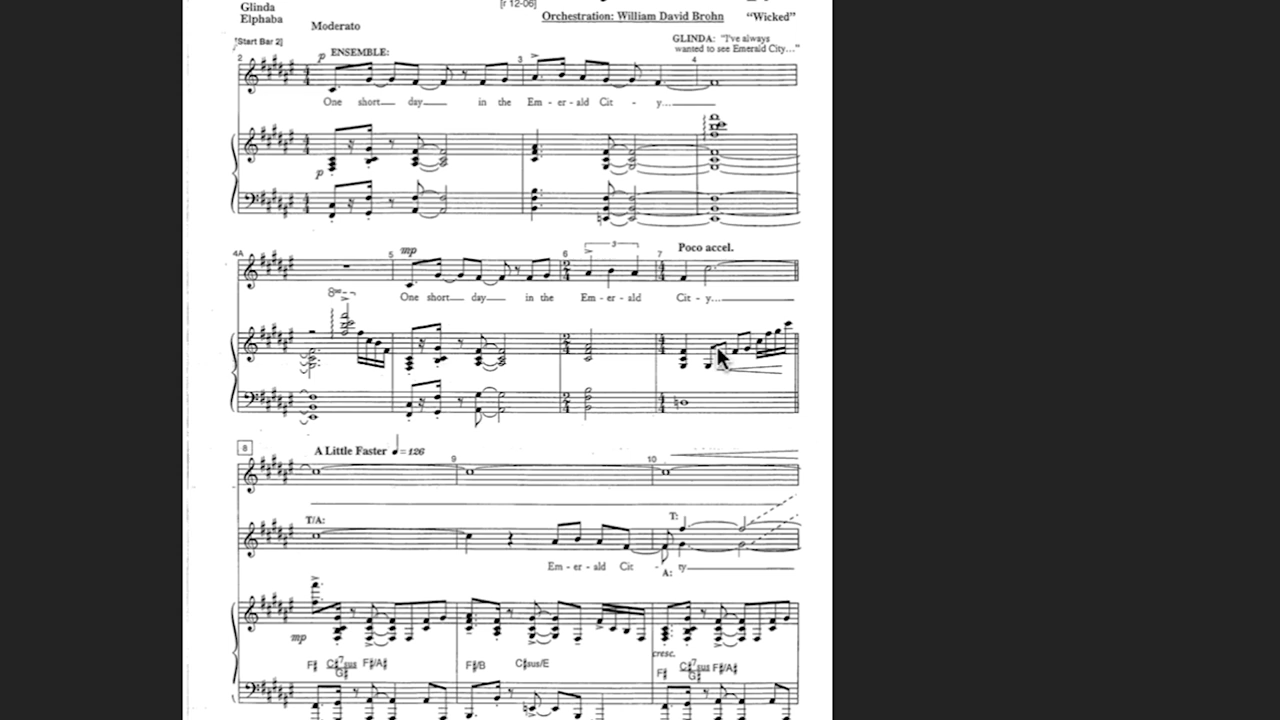 Glinda
Elphaba
[r 12-06]
Orchestration: William David Brohn
“Wicked”
Moderato
[Start Bar 2]
GLINDA: “I've always
wanted to see Emerald City...”
2
p ENSEMBLE:
3
4
One short day in the Em - er - ald Cit - y...
p
4A
5
mp
6
3
7
Poco accel.
One short day in the Em - er - ald Cit - y...
8
A Little Faster ♩ = 126
9
10
T/A:
T:
Em - er - ald Cit - ty
A:
mp
cresc.
F♯ C♯7sus/G♯ F♯/A♯ F♯/B C♯sus/E F♯ C♯7sus/G♯ F♯/A♯